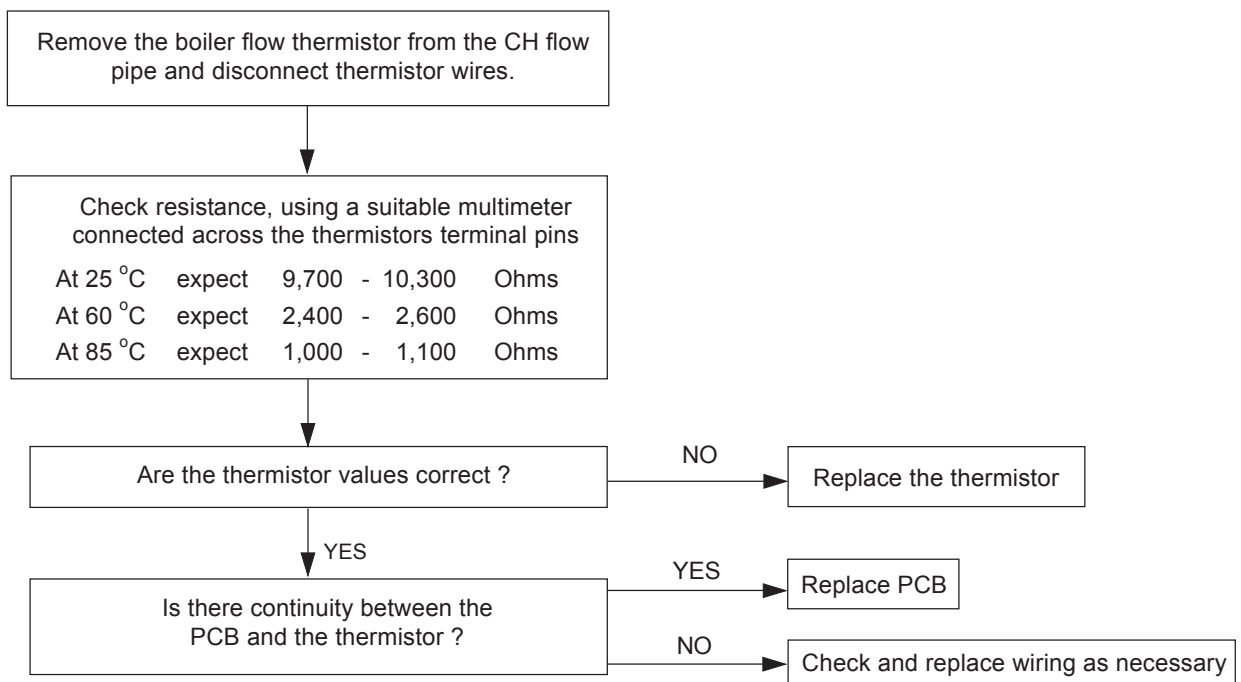 Remove the boiler flow thermistor from the CH flow
pipe and disconnect thermistor wires.
Check resistance, using a suitable multimeter
connected across the thermistors terminal pins
At 25 °C expect 9,700 - 10,300 Ohms
At 60 °C expect 2,400 - 2,600 Ohms
At 85 °C expect 1,000 - 1,100 Ohms
Are the thermistor values correct ?
NO
Replace the thermistor
YES
Is there continuity between the
PCB and the thermistor ?
YES
Replace PCB
NO
Check and replace wiring as necessary